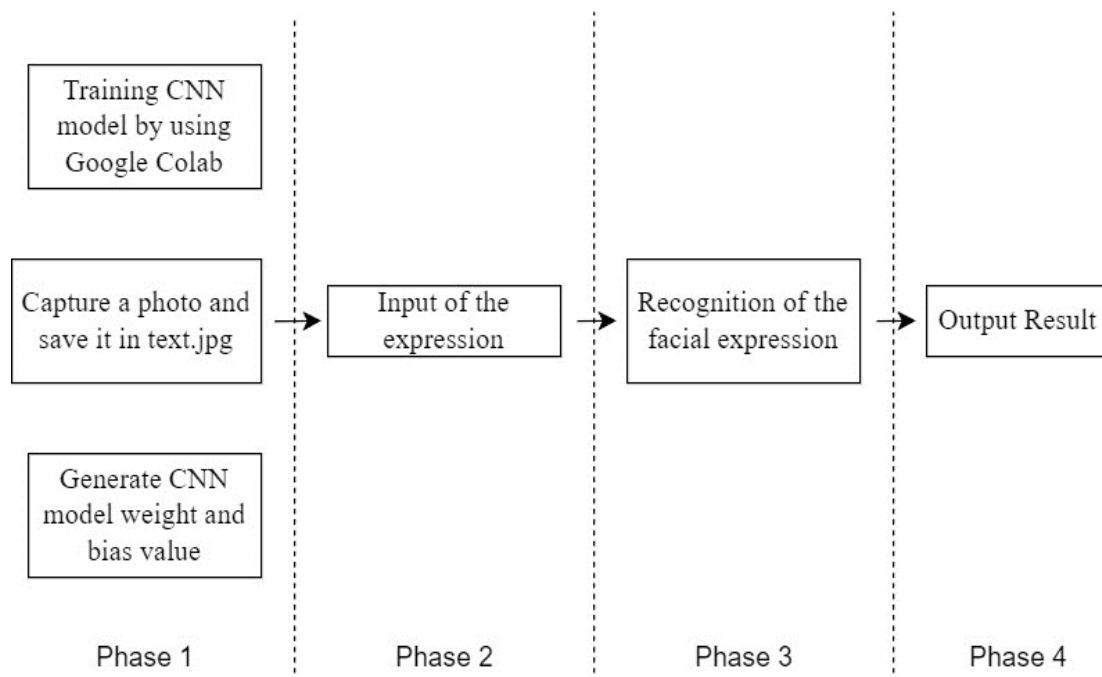 Training CNN
model by using
Google Colab
Capture a photo and
save it in text.jpg
Generate CNN
model weight and
bias value
Input of the
expression
Recognition of the
facial expression
Output Result
Phase 1
Phase 2
Phase 3
Phase 4